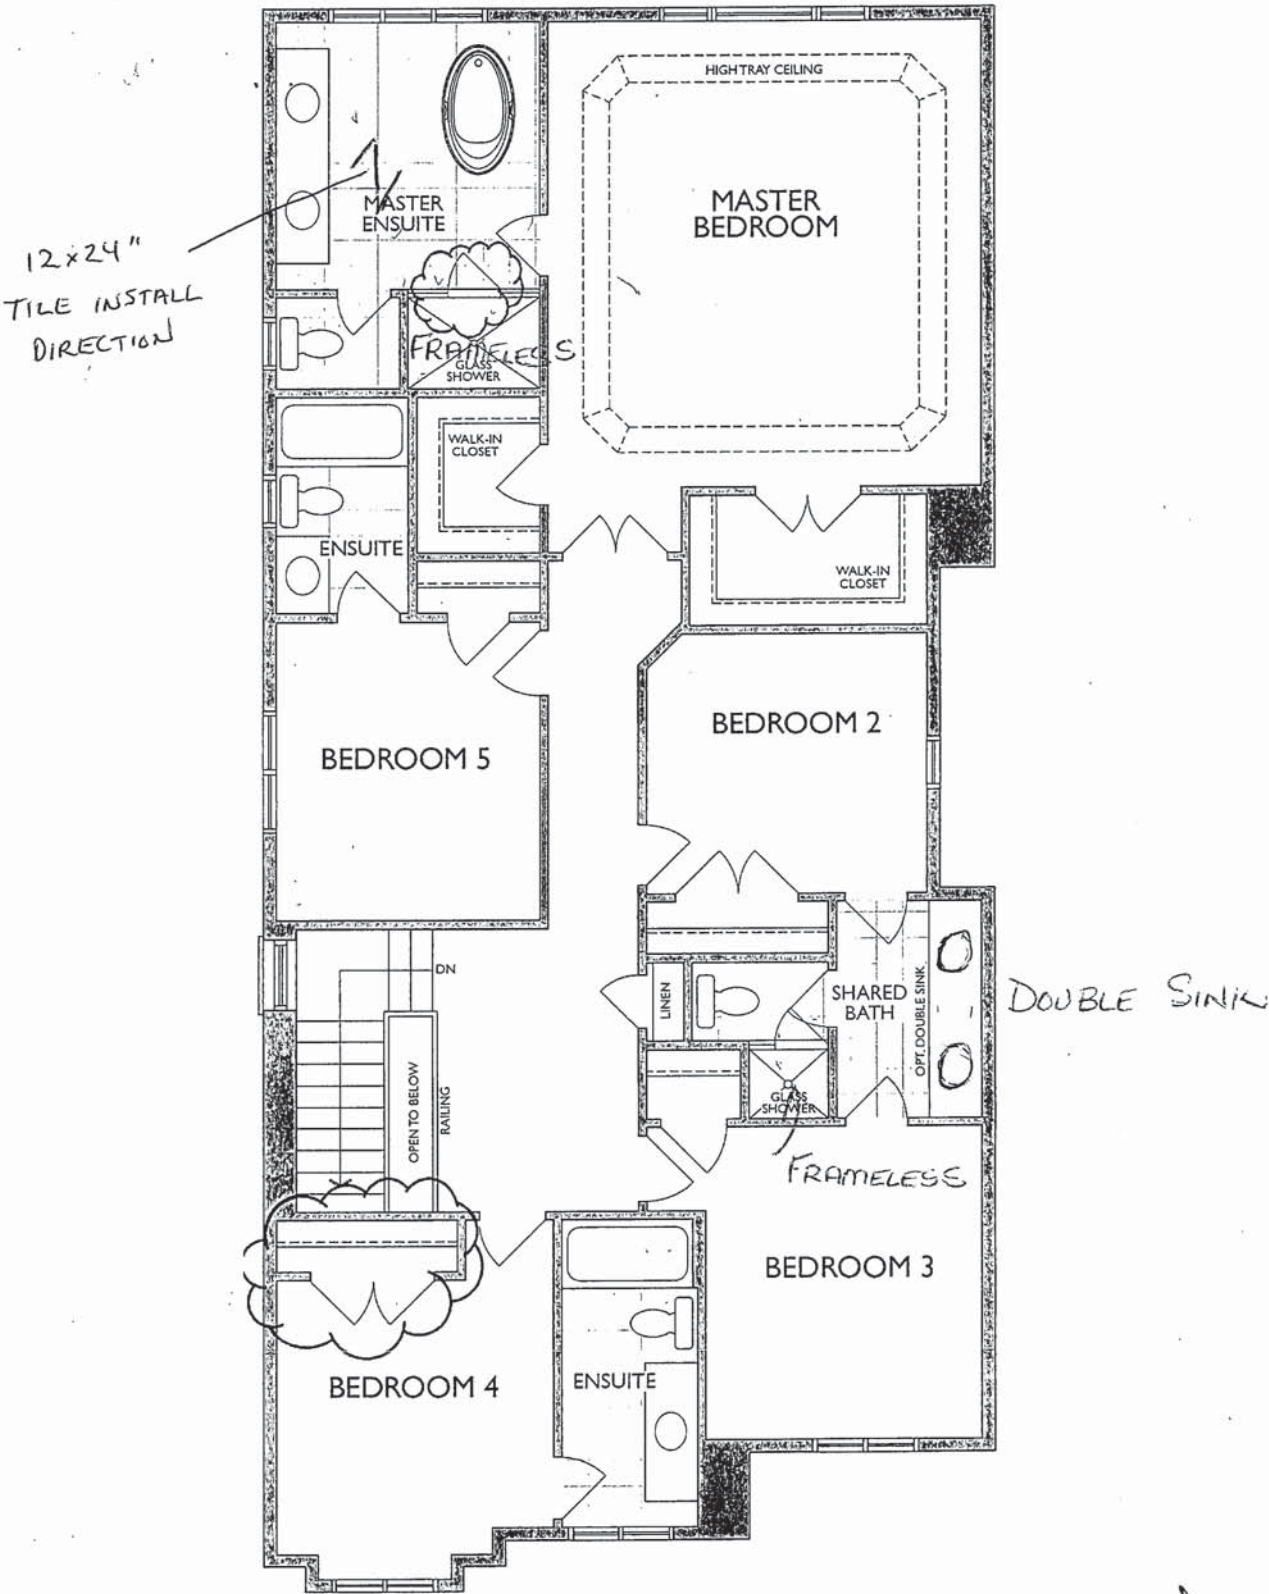 HIGH TRAY CEILING
MASTER
BEDROOM
MASTER
ENSUITE
12x24"
TILE INSTALL
DIRECTION
FRAMELESS
GLASS
SHOWER
WALK-IN
CLOSET
ENSUITE
WALK-IN
CLOSET
BEDROOM 2
BEDROOM 5
DN
LINEN
SHARED
BATH
OPT. DOUBLE SINK
DOUBLE SINK
OPEN TO BELOW
RAILING
GLASS
SHOWER
FRAMELESS
BEDROOM 3
BEDROOM 4
ENSUITE